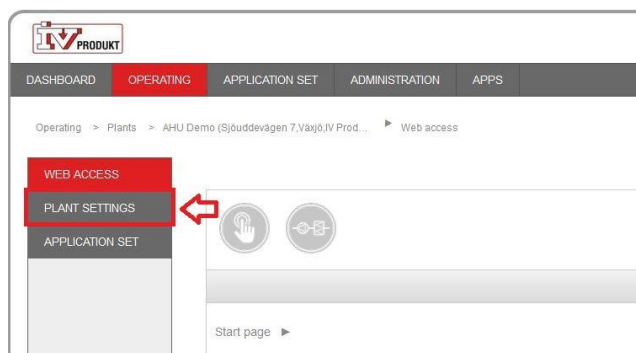 IV PRODUKT
DASHBOARD OPERATING APPLICATION SET ADMINISTRATION APPS
Operating > Plants > AHU Demo (Sjöuddevägen 7,Växjö,IV Prod... ► Web access
WEB ACCESS
PLANT SETTINGS
APPLICATION SET
Start page ►